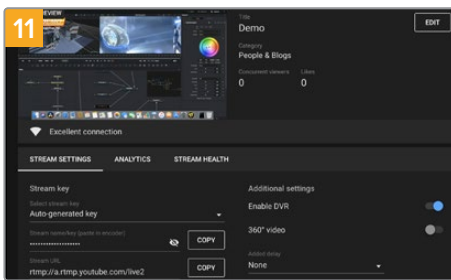 11
PREVIEW
Title
Demo
EDIT
Category
People & Blogs
Concurrent viewers Likes
0 0
Excellent connection
STREAM SETTINGS ANALYTICS STREAM HEALTH
Stream key
Additional settings
Select stream key
Auto-generated key
Enable DVR
Stream name/key (paste in encoder)
360° video
COPY
Added delay
None
Stream URL
rtmp://a.rtmp.youtube.com/live2
COPY